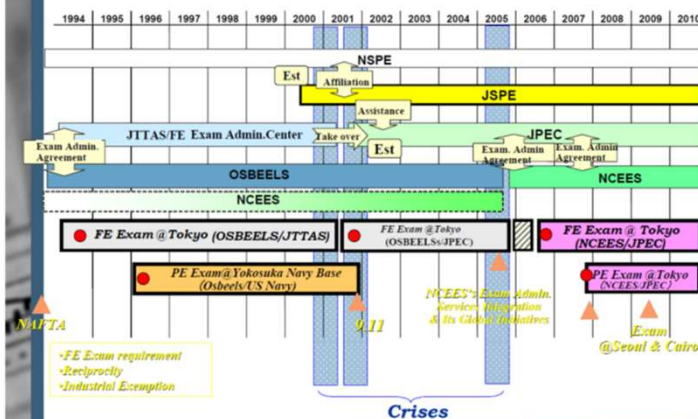 1994 1995 1996 1997 1998 1999 2000 2001 2002 2003 2004 2005 2006 2007 2008 2009 2010
NSPE
Est
Affiliation
JSPE
Assistance
JTTAS/FE Exam Admin.Center
Take over
JPEC
Exam Admin.
Agreement
Est
Exam. Admin
Agreement
Exam. Admin
Agreement
OSBEELS
NCEES
NCEES
FE Exam@Tokyo (OSBEELS/JTTAS)
FE Exam@Tokyo
(OSBEELSs/JPEC)
FE Exam @Tokyo
(NCEES/JPEC)
PE Exam@Yokosuka Navy Base
(Osbeels/US Navy)
PE Exam @Tokyo
(NCEES/JPEC)
NAFTA
9.11
NCEES's Exam Admin.
Services Integration
& Its Global Initiatives
Exam
@Seoul & Cairo
•FE Exam requirement
•Reciprocity
•Industrial Exemption
Crises